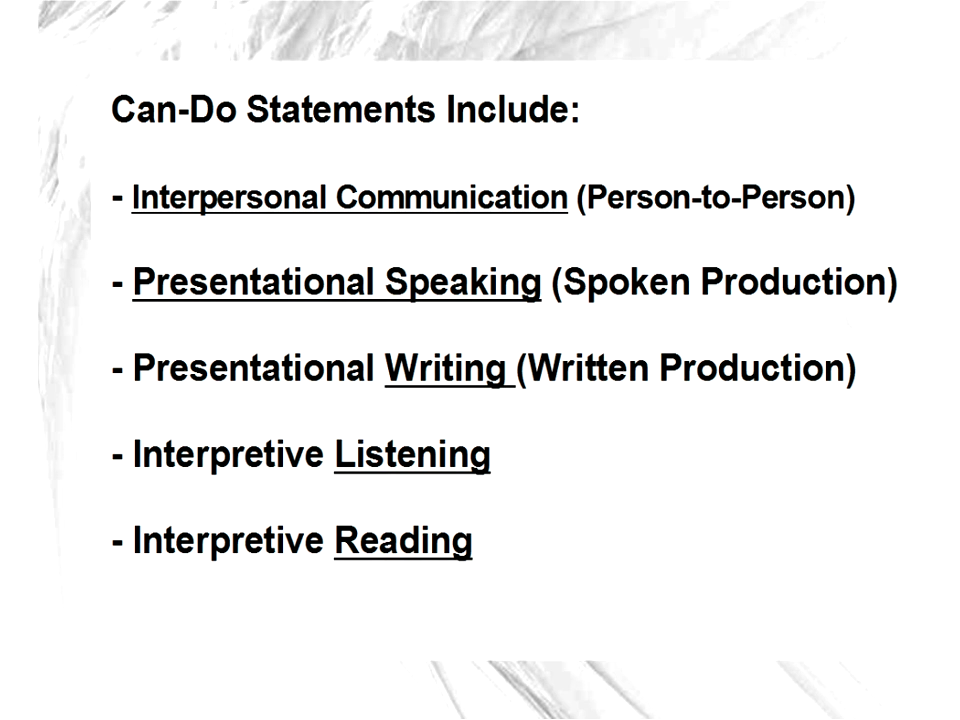 Can-Do Statements Include:
- Interpersonal Communication (Person-to-Person)
- Presentational Speaking (Spoken Production)
- Presentational Writing (Written Production)
- Interpretive Listening
- Interpretive Reading